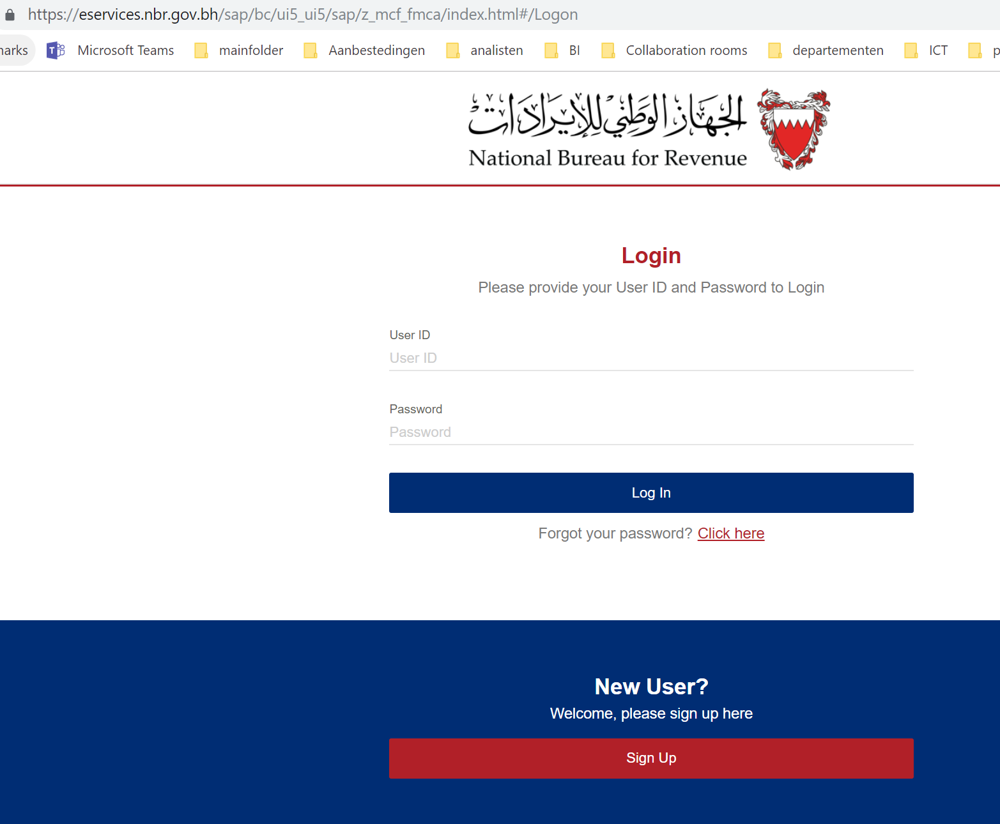 https://eservices.nbr.gov.bh/sap/bc/ui5_ui5/sap/z_mcf_fmca/index.html#/Logon
arks Microsoft Teams mainfolder Aanbestedingen analisten BI Collaboration rooms departementen ICT p
الجهاز الوطني للإيرادات
National Bureau for Revenue
Login
Please provide your User ID and Password to Login
User ID
User ID
Password
Password
Log In
Forgot your password? Click here
New User?
Welcome, please sign up here
Sign Up